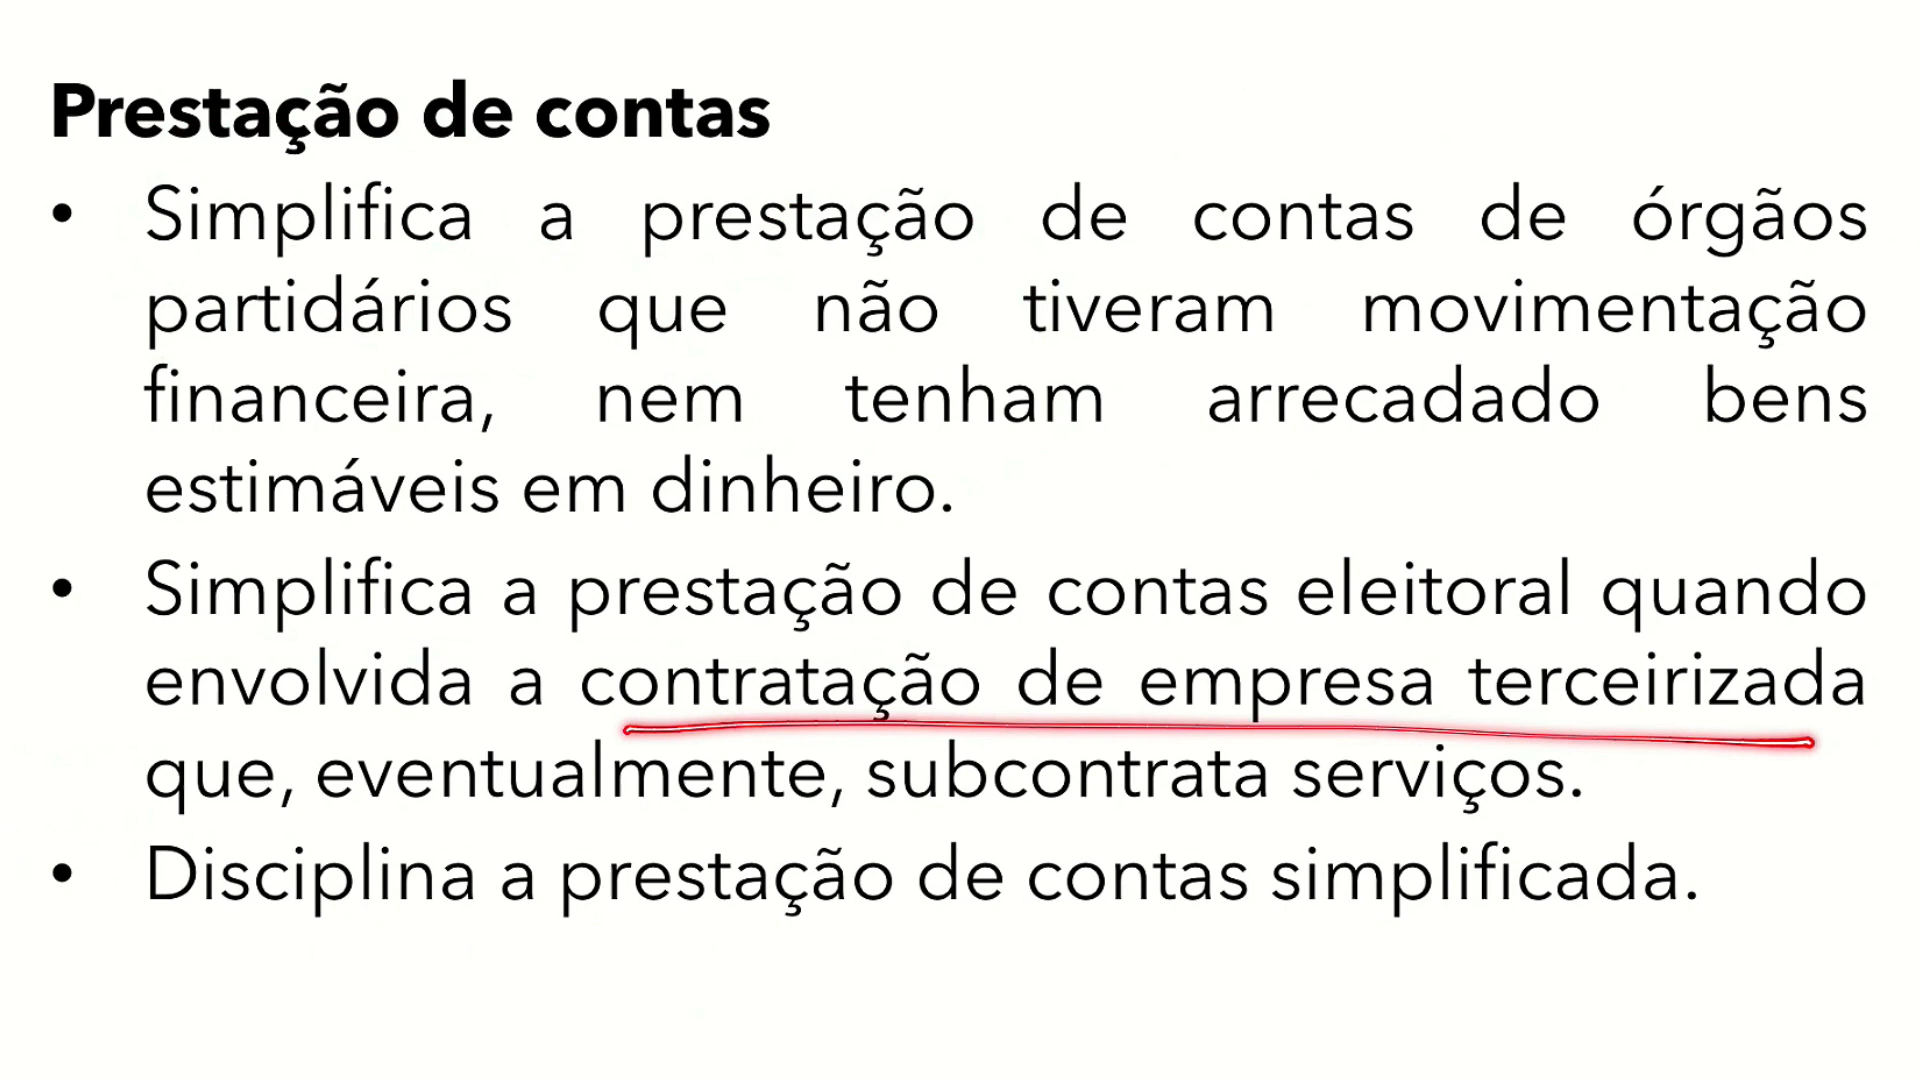 Prestação de contas
• Simplifica a prestação de contas de órgãos
partidários que não tiveram movimentação
financeira, nem tenham arrecadado bens
estimáveis em dinheiro.
• Simplifica a prestação de contas eleitoral quando
envolvida a contratação de empresa terceirizada
que, eventualmente, subcontrata serviços.
• Disciplina a prestação de contas simplificada.